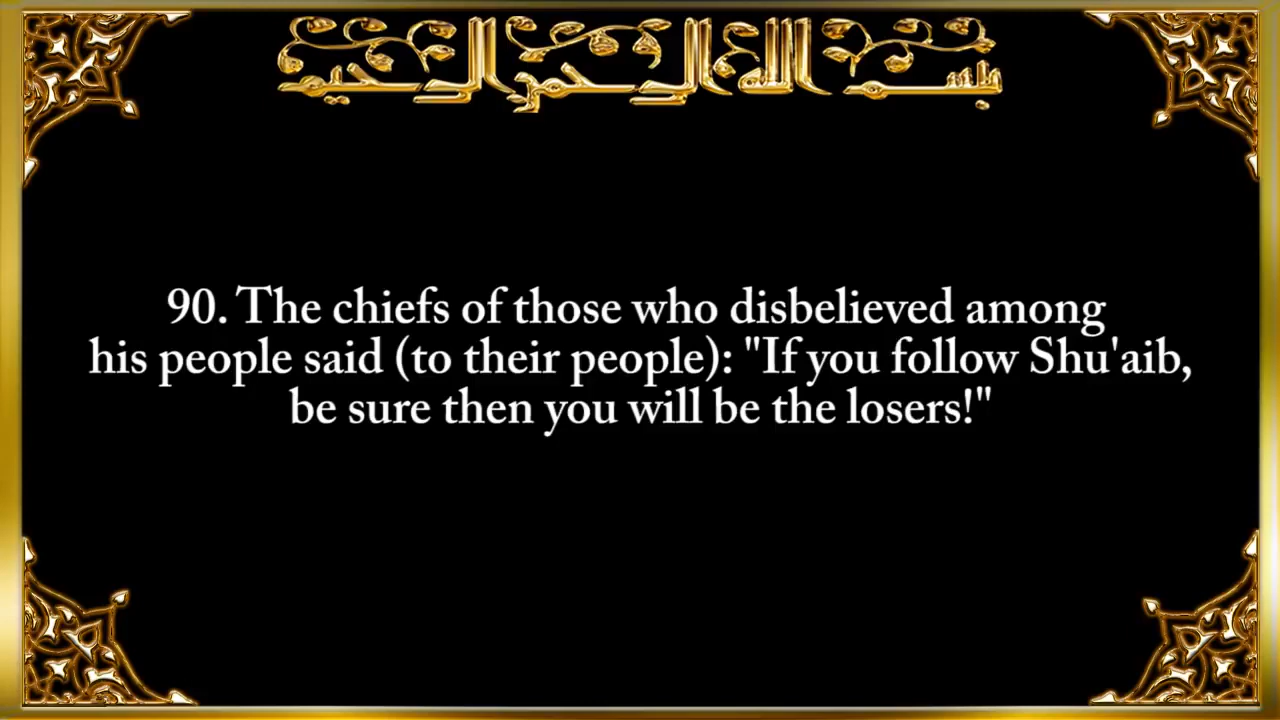 بسم الله الرحمن الرحيم
90. The chiefs of those who disbelieved among
his people said (to their people): "If you follow Shu'aib,
be sure then you will be the losers!"